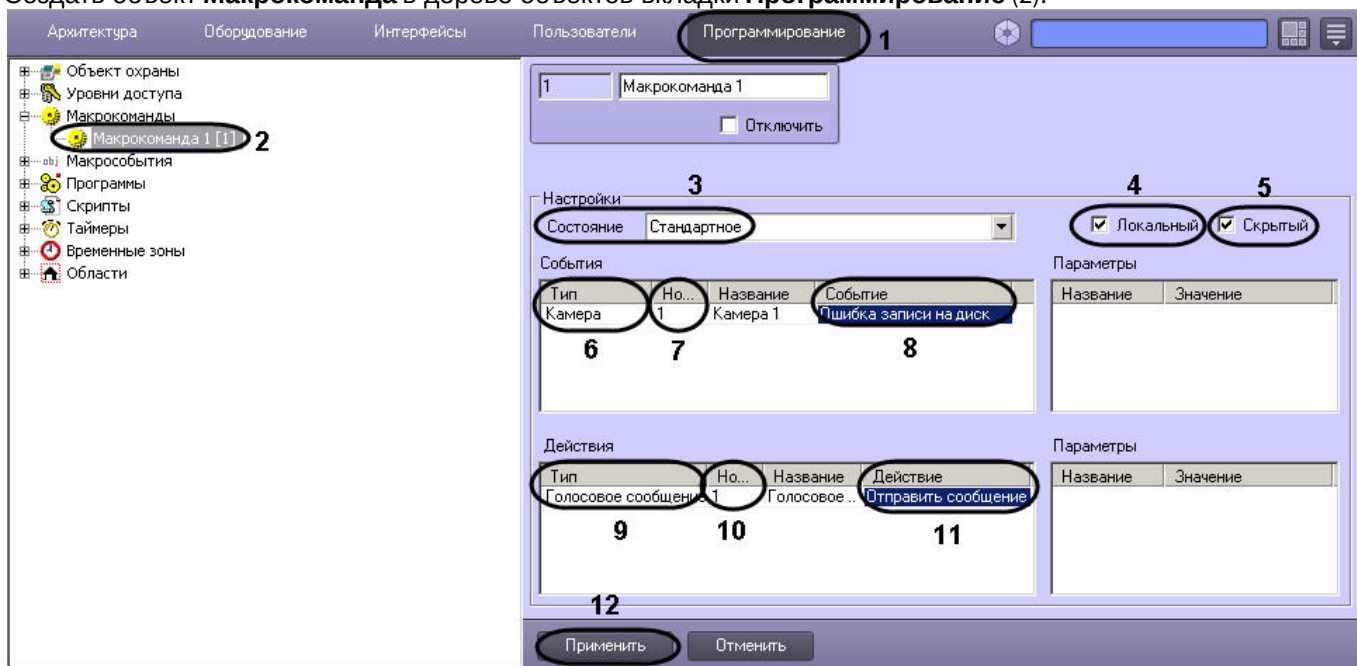 Создать объект Макрокоманда в дереве объектов вкладки Программирование (2).
Архитектура Оборудование Интерфейсы Пользователи Программирование 1
Объект охраны
Уровни доступа
Макрокоманды
Макрокоманда 1 [1] 2
obj Макрособытия
Программы
Скрипты
Таймеры
Временные зоны
Области
1 Макрокоманда 1
Отключить
3 4 5
Настройки
Состояние Стандартное Локальный Скрытый
События Параметры
Тип Но... Название Событие Название Значение
Камера 1 Камера 1 Ошибка записи на диск
6 7 8
Действия Параметры
Тип Но... Название Действие Название Значение
Голосовое сообщение 1 Голосовое .. Отправить сообщение
9 10 11
12
Применить Отменить